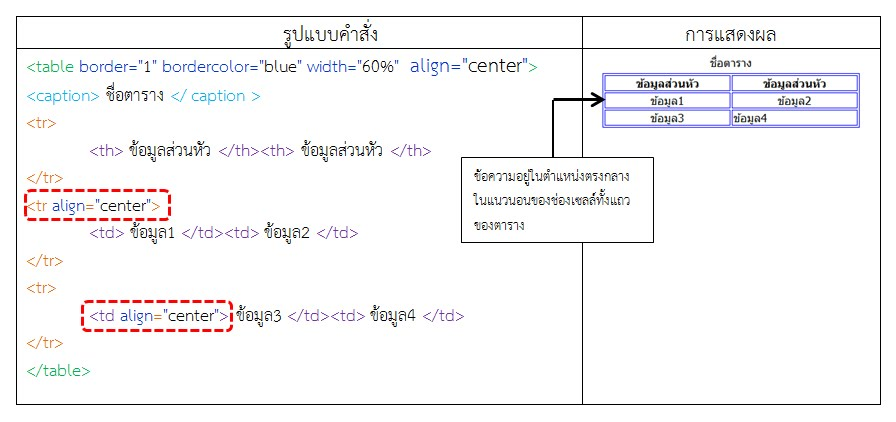 รูปแบบคำสั่ง
<table border="1" bordercolor="blue" width="60%" align="center">
<caption> ชื่อตาราง </ caption >
<tr>
<th> ข้อมูลส่วนหัว </th><th> ข้อมูลส่วนหัว </th>
</tr>
<tr align="center">
<td> ข้อมูล1 </td><td> ข้อมูล2 </td>
</tr>
<tr>
<td align="center"> ข้อมูล3 </td><td> ข้อมูล4 </td>
</tr>
</table>
การแสดงผล
ชื่อตาราง
ข้อมูลส่วนหัว ข้อมูลส่วนหัว
ข้อมูล1 ข้อมูล2
ข้อมูล3 ข้อมูล4
ข้อความอยู่ในตำแหน่งตรงกลาง
ในแนวนอนของช่องเซลล์ทั้งแถว
ของตาราง